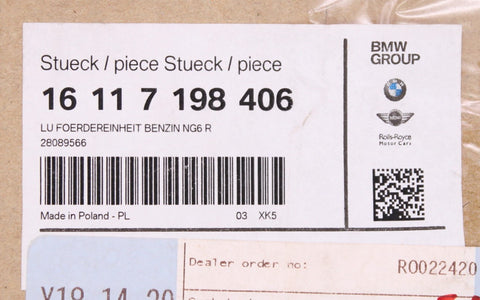 Stueck / piece Stueck / piece
16 11 7 198 406
LU FOERDEREINHEIT BENZIN NG6 R
28089566
Made in Poland - PL
03 XK5
BMW
GROUP
Rolls-Royce
Motor Cars
Dealer order no:
R0022420